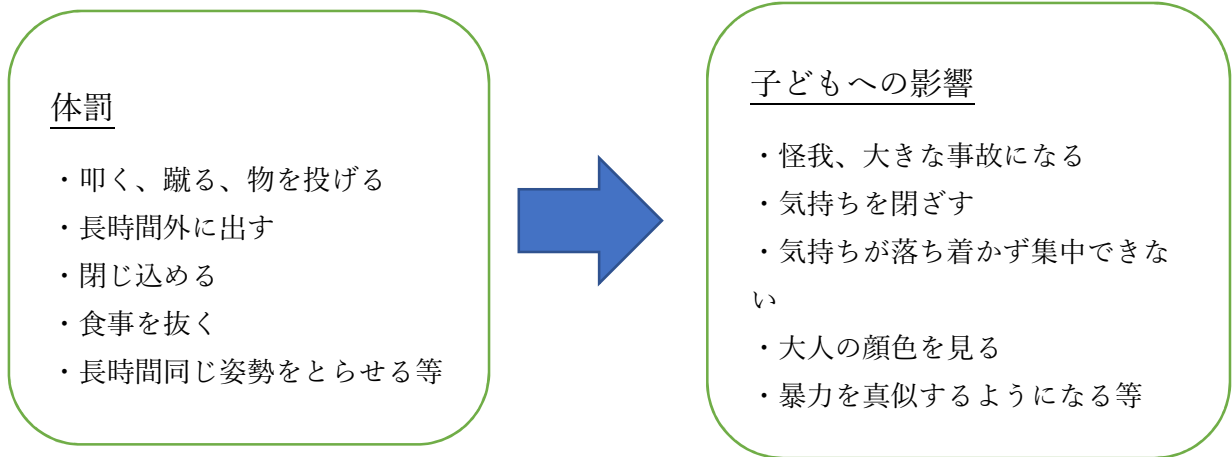 体罰
・叩く、蹴る、物を投げる
・長時間外に出す
・閉じ込める
・食事を抜く
・長時間同じ姿勢をとらせる等
子どもへの影響
・怪我、大きな事故になる
・気持ちを閉ざす
・気持ちが落ち着かず集中できな
い
・大人の顔色を見る
・暴力を真似するようになる等